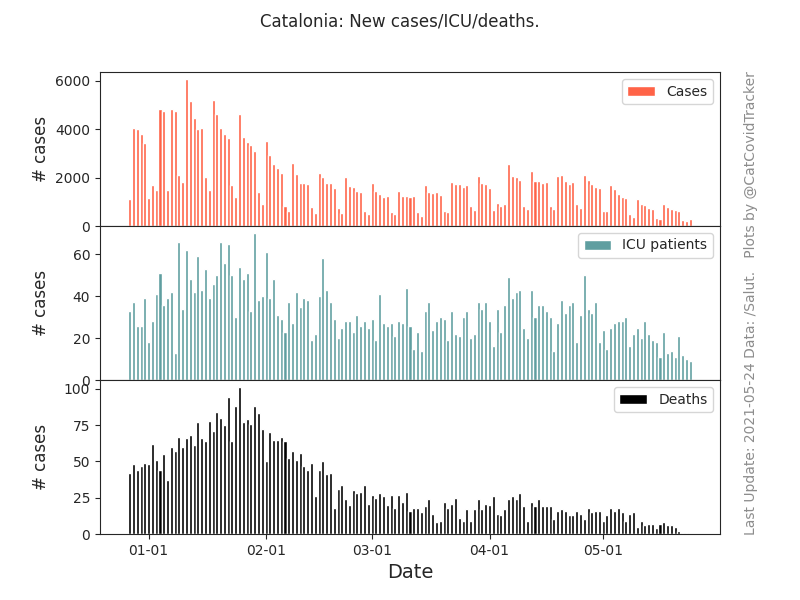 Catalonia: New cases/ICU/deaths.
6000
4000
2000
0
# cases
Cases
60
40
20
0
# cases
ICU patients
100
75
50
25
0
# cases
Deaths
01-01
02-01
03-01
04-01
05-01
Date
Last Update: 2021-05-24 Data: /Salut.   Plots by @CatCovidTracker